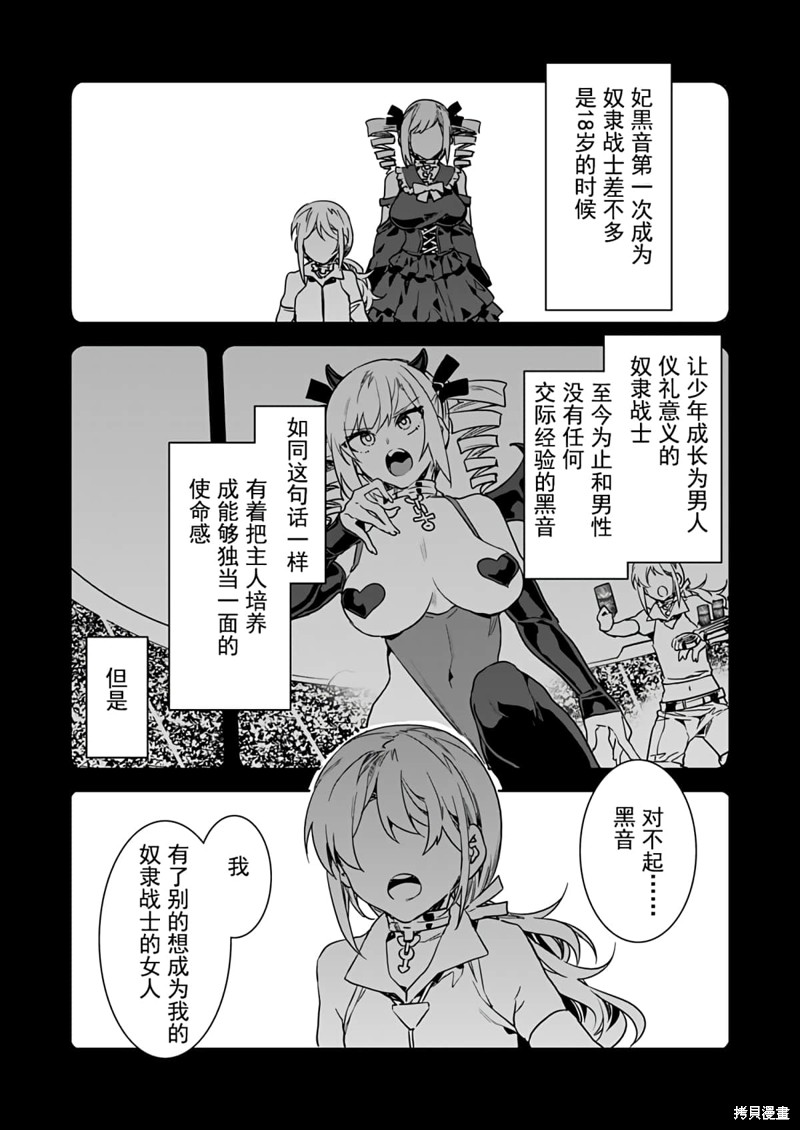 妃黒音第一次成为
奴隶战士差不多
是18岁的时候
让少年成长为男人
仪礼意义的
奴隶战士
至今为止和男性
没有任何
交际经验的黑音
如同这句话一样
有着把主人培养
成能够独当一面的
使命感
但是
对不起……
黑音
我
有了别的想成为我的
奴隶战士的女人
拷貝漫畫